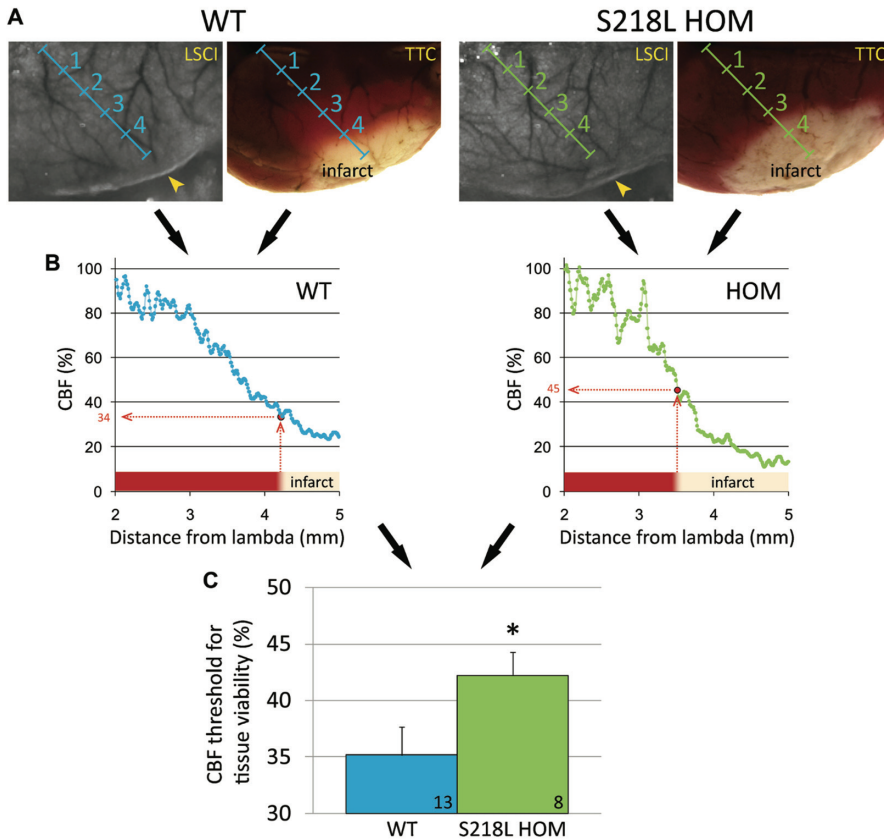 A
WT
S218L HOM
LSCI
TTC
LSCI
TTC
1
2
3
4
1
2
3
4
1
2
3
4
1
2
3
4
infarct
infarct
B
WT
CBF (%)
100
80
60
40
34
20
0
infarct
2 3 4 5
Distance from lambda (mm)
HOM
CBF (%)
100
80
60
45
40
20
0
infarct
2 3 4 5
Distance from lambda (mm)
C
CBF threshold for
tissue viability (%)
50
45
40
35
30
*
13
8
WT
S218L HOM